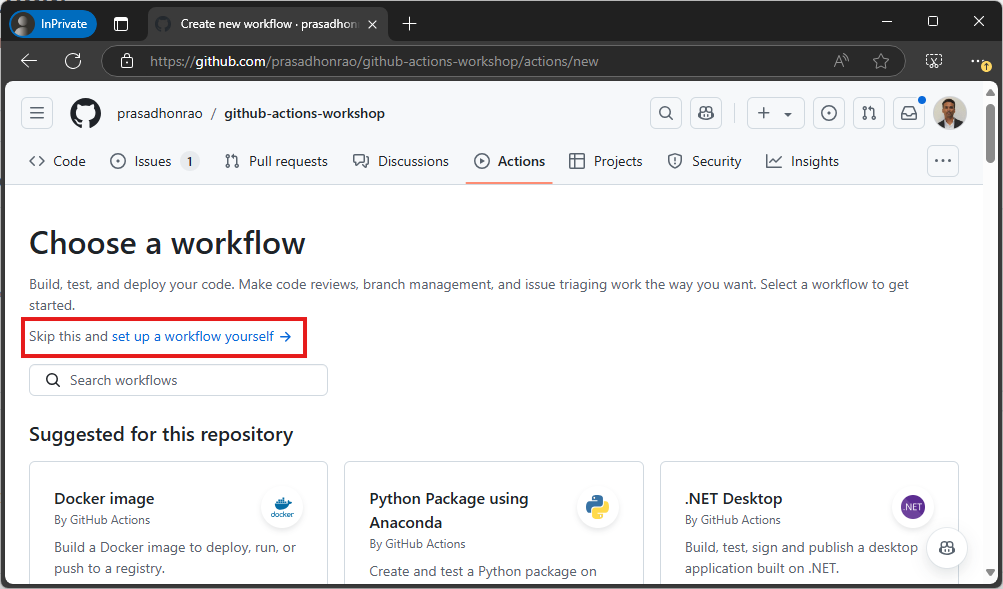 InPrivate
Create new workflow · prasadhonr
https://github.com/prasadhonrao/github-actions-workshop/actions/new
prasadhonrao / github-actions-workshop
Code
Issues 1
Pull requests
Discussions
Actions
Projects
Security
Insights
Choose a workflow
Build, test, and deploy your code. Make code reviews, branch management, and issue triaging work the way you want. Select a workflow to get
started.
Skip this and set up a workflow yourself →
Search workflows
Suggested for this repository
Docker image
By GitHub Actions
Build a Docker image to deploy, run, or
push to a registry.
docker
Python Package using
Anaconda
By GitHub Actions
Create and test a Python package on
.NET Desktop
By GitHub Actions
Build, test, sign and publish a desktop
application built on .NET.
.NET